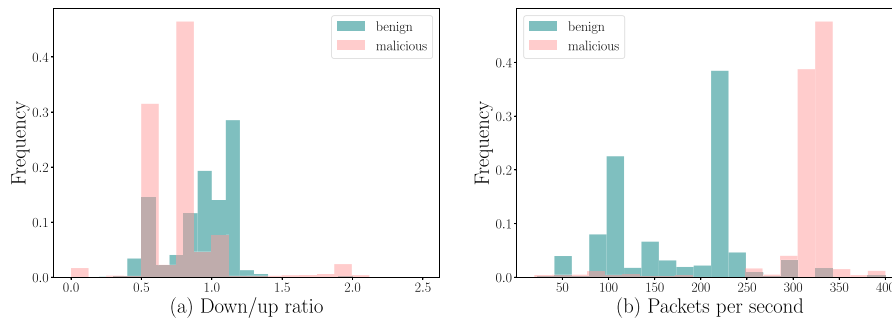 benign
malicious
0.4
0.3
0.2
0.1
0.0
Frequency
0.0 0.5 1.0 1.5 2.0 2.5
(a) Down/up ratio
benign
malicious
0.4
0.3
0.2
0.1
0.0
Frequency
50 100 150 200 250 300 350 400
(b) Packets per second